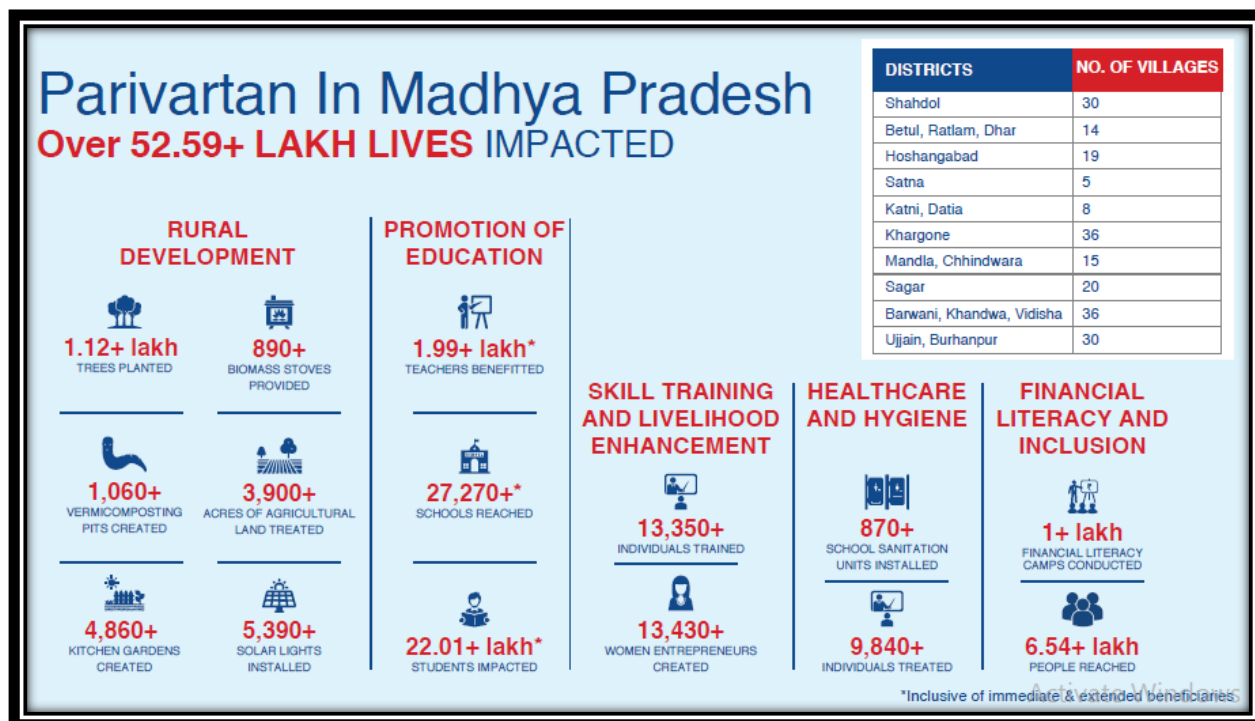 Parivartan In Madhya Pradesh
Over 52.59+ LAKH LIVES IMPACTED
DISTRICTS NO. OF VILLAGES
Shahdol 30
Betul, Ratlam, Dhar 14
Hoshangabad 19
Satna 5
Katni, Datia 8
Khargone 36
Mandla, Chhindwara 15
Sagar 20
Barwani, Khandwa, Vidisha 36
Ujjain, Burhanpur 30
RURAL
DEVELOPMENT
1.12+ lakh
TREES PLANTED
890+
BIOMASS STOVES
PROVIDED
1,060+
VERMICOMPOSTING
PITS CREATED
3,900+
ACRES OF AGRICULTURAL
LAND TREATED
4,860+
KITCHEN GARDENS
CREATED
5,390+
SOLAR LIGHTS
INSTALLED
PROMOTION OF
EDUCATION
1.99+ lakh*
TEACHERS BENEFITTED
27,270+*
SCHOOLS REACHED
22.01+ lakh*
STUDENTS IMPACTED
SKILL TRAINING
AND LIVELIHOOD
ENHANCEMENT
13,350+
INDIVIDUALS TRAINED
13,430+
WOMEN ENTREPRENEURS
CREATED
HEALTHCARE
AND HYGIENE
870+
SCHOOL SANITATION
UNITS INSTALLED
9,840+
INDIVIDUALS TREATED
FINANCIAL
LITERACY AND
INCLUSION
1+ lakh
FINANCIAL LITERACY
CAMPS CONDUCTED
6.54+ lakh
PEOPLE REACHED
*Inclusive of immediate & extended beneficiaries
Activate Windows